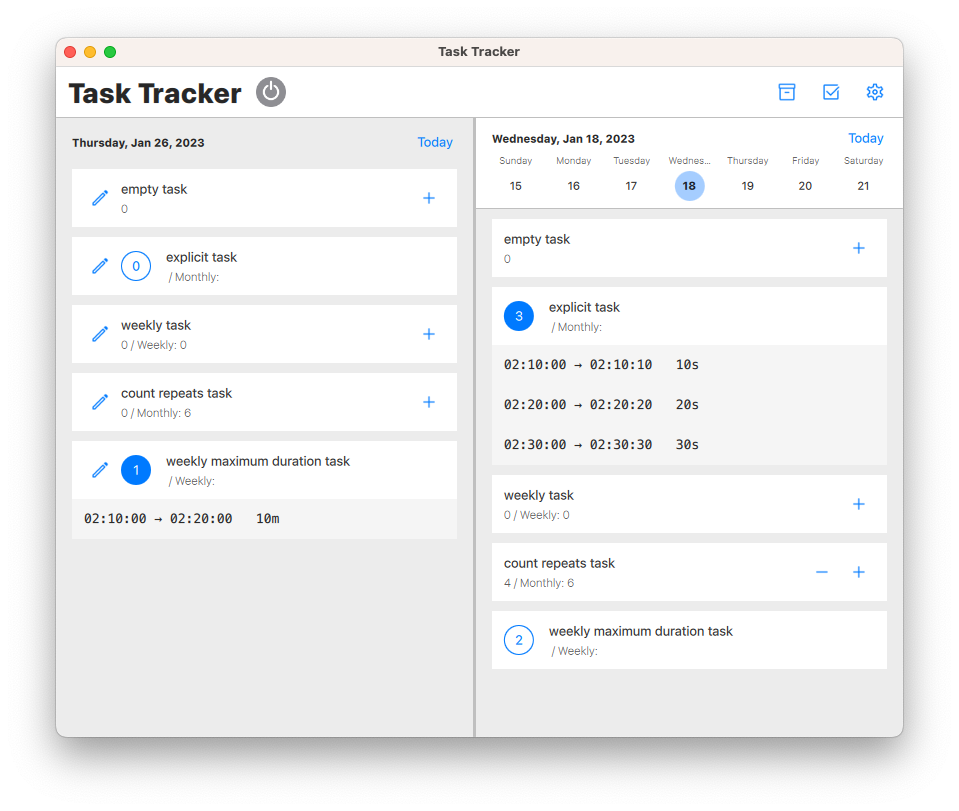 Task Tracker
Task Tracker
Thursday, Jan 26, 2023 Today
empty task
0
0 explicit task
/ Monthly:
weekly task
0 / Weekly: 0
count repeats task
0 / Monthly: 6
1 weekly maximum duration task
/ Weekly:
02:10:00 → 02:20:00 10m
Wednesday, Jan 18, 2023 Today
Sunday Monday Tuesday Wednes... Thursday Friday Saturday
15 16 17 18 19 20 21
empty task
0
3 explicit task
/ Monthly:
02:10:00 → 02:10:10 10s
02:20:00 → 02:20:20 20s
02:30:00 → 02:30:30 30s
weekly task
0 / Weekly: 0
count repeats task
4 / Monthly: 6
2 weekly maximum duration task
/ Weekly: